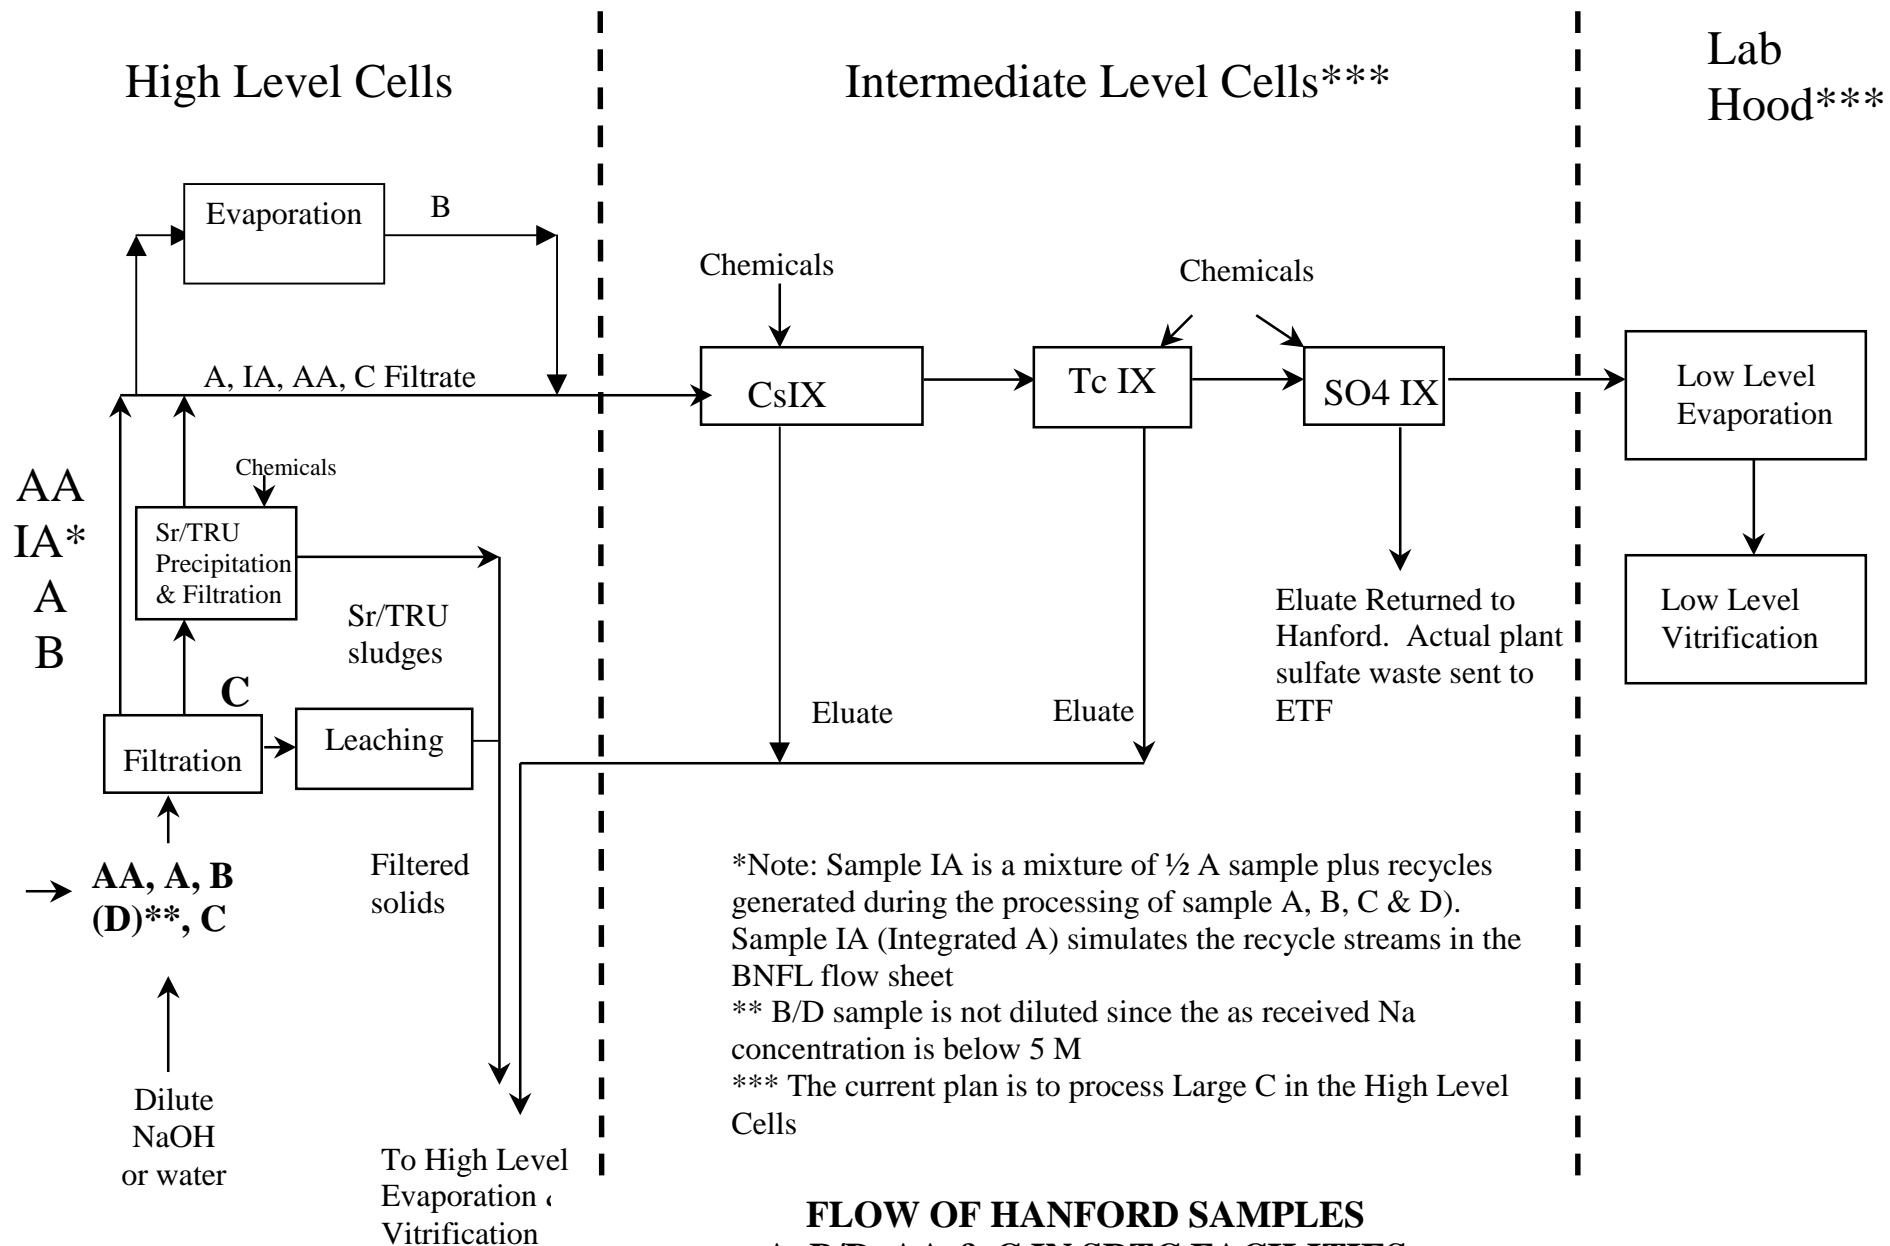 High Level Cells
Intermediate Level Cells***
Lab
Hood***
Evaporation
B
Chemicals
Chemicals
A, IA, AA, C Filtrate
CsIX
Tc IX
SO4 IX
Low Level
Evaporation
AA
IA*
A
B
Chemicals
Sr/TRU
Precipitation
& Filtration
Sr/TRU
sludges
C
Filtration
Leaching
Eluate
Eluate
Eluate Returned to
Hanford. Actual plant
sulfate waste sent to
ETF
Low Level
Vitrification
AA, A, B
(D)**, C
Filtered
solids
Dilute
NaOH
or water
To High Level
Evaporation
Vitrification
*Note: Sample IA is a mixture of ½ A sample plus recycles
generated during the processing of sample A, B, C & D).
Sample IA (Integrated A) simulates the recycle streams in the
BNFL flow sheet
** B/D sample is not diluted since the as received Na
concentration is below 5 M
*** The current plan is to process Large C in the High Level
Cells
FLOW OF HANFORD SAMPLES
A, B/D, AA & C IN SRTC FACILITIES